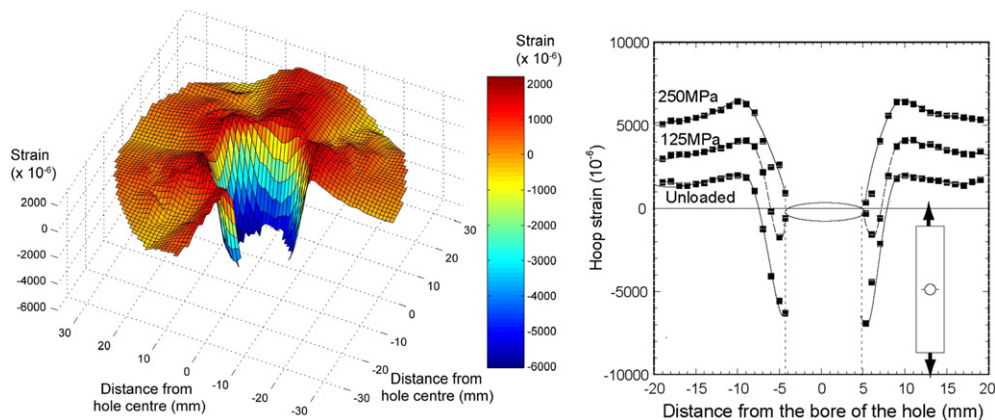 Strain
(x 10⁻⁶)
2000
0
-2000
-4000
-6000
30
20
10
0
-10
-20
-30
Distance from
hole centre (mm)
30
20
10
0
-10
-20
-30
Distance from
hole centre (mm)
Strain
(x 10⁻⁶)
2000
1000
0
-1000
-2000
-3000
-4000
-5000
-6000
Hoop strain (10⁻⁶)
10000
5000
0
-5000
-10000
250MPa
125MPa
Unloaded
-20 -15 -10 -5 0 5 10 15 20
Distance from the bore of the hole (mm)